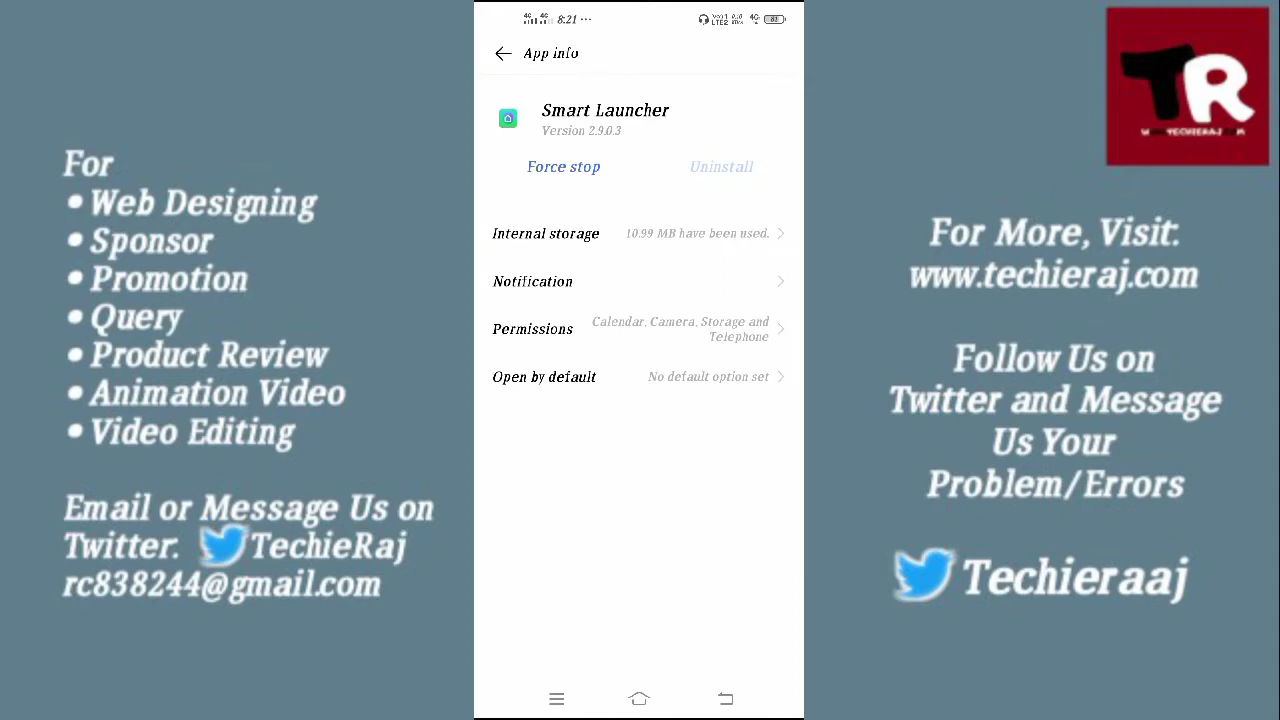 For
• Web Designing
• Sponsor
• Promotion
• Query
• Product Review
• Animation Video
• Video Editing
Email or Message Us on
Twitter. TechieRaj
rc838244@gmail.com
8:21 ...
83
App info
Smart Launcher
Version 2.9.0.3
Force stop
Uninstall
Internal storage
10.99 MB have been used.
Notification
Permissions
Calendar, Camera, Storage and
Telephone
Open by default
No default option set
TR
WWW.TECHIERAJ.COM
For More, Visit:
www.techieraj.com
Follow Us on
Twitter and Message
Us Your
Problem/Errors
Techieraaj